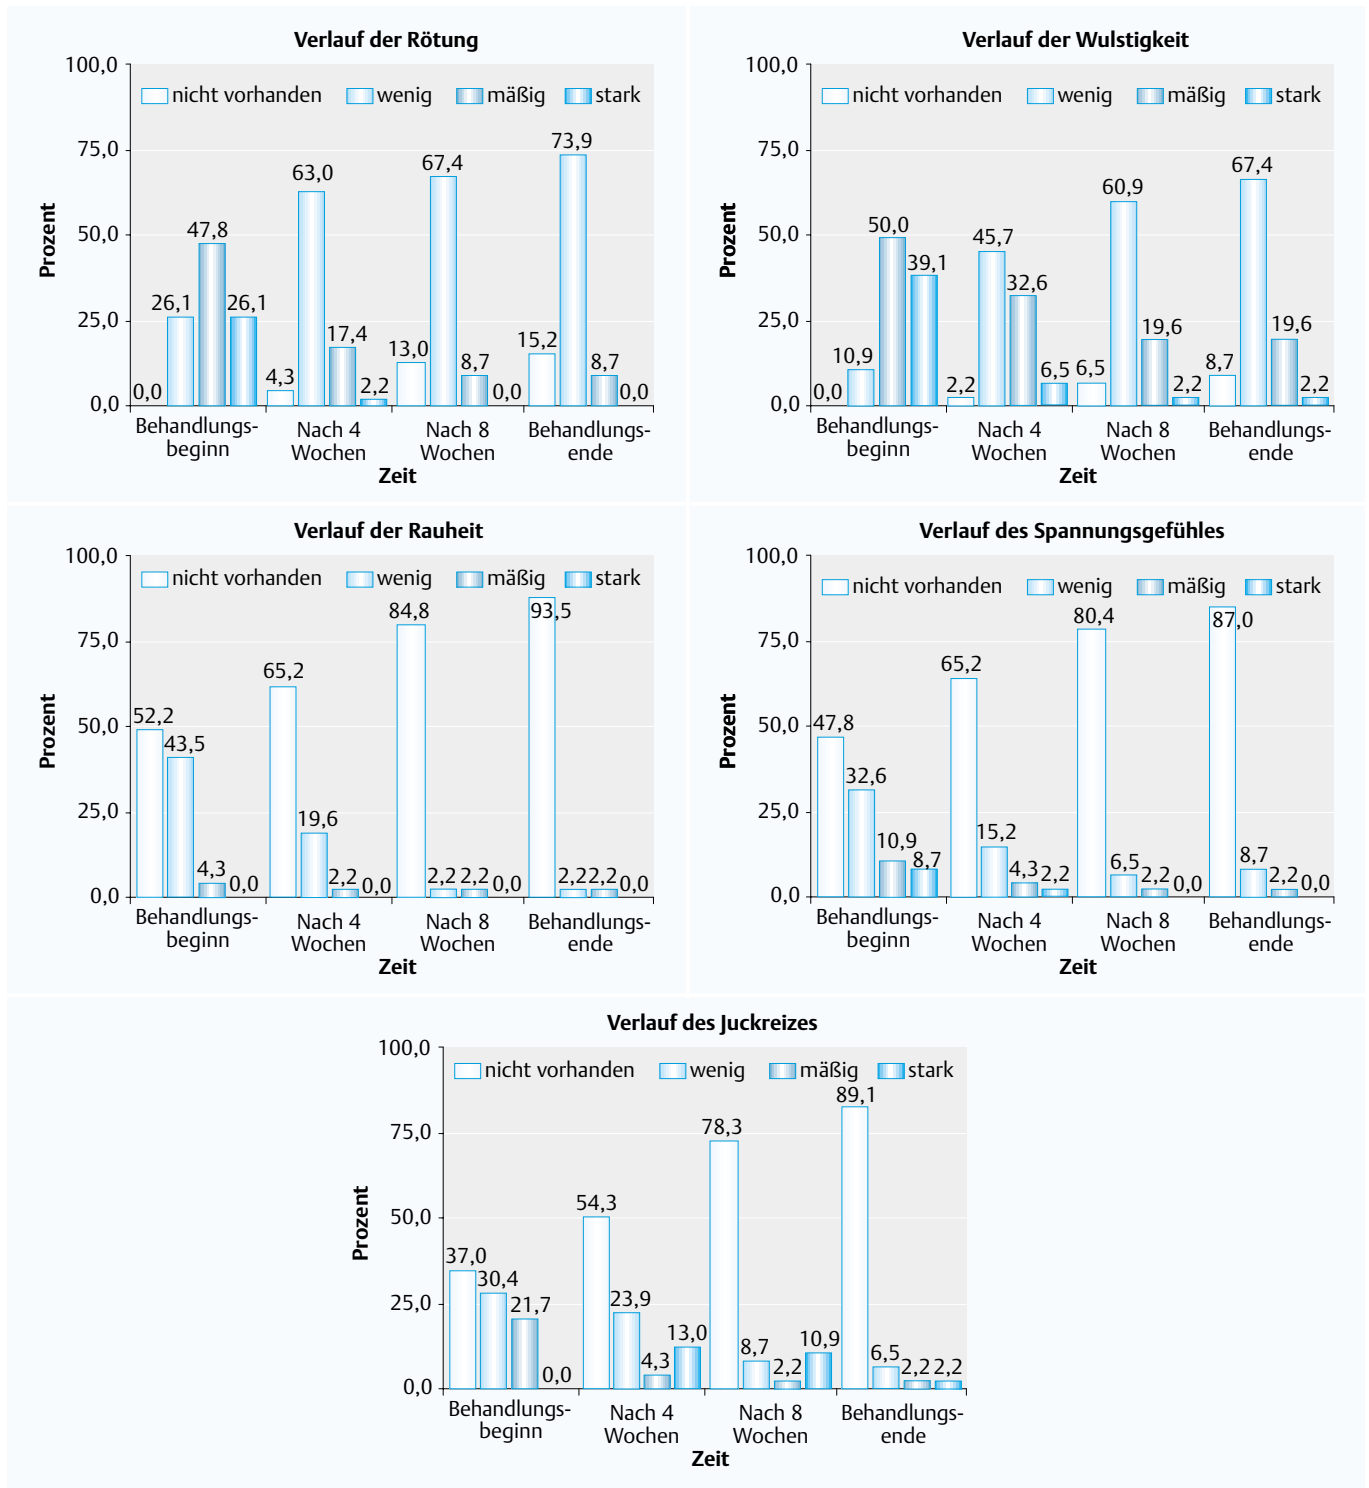 Verlauf der Rötung
100,0
nicht vorhanden wenig mäßig stark
75,0
50,0
25,0
0,0
Prozent
0,0 26,1 47,8 26,1
4,3 63,0 17,4 2,2
13,0 67,4 8,7 0,0
15,2 73,9 8,7 0,0
Behandlungs-
beginn
Nach 4
Wochen
Nach 8
Wochen
Behandlungs-
ende
Zeit
Verlauf der Wulstigkeit
100,0
nicht vorhanden wenig mäßig stark
75,0
50,0
25,0
0,0
Prozent
0,0 10,9 50,0 39,1
2,2 45,7 32,6 6,5
6,5 60,9 19,6 2,2
8,7 67,4 19,6 2,2
Behandlungs-
beginn
Nach 4
Wochen
Nach 8
Wochen
Behandlungs-
ende
Zeit
Verlauf der Rauheit
100,0
nicht vorhanden wenig mäßig stark
75,0
50,0
25,0
0,0
Prozent
52,2 43,5 4,3 0,0
65,2 19,6 2,2 0,0
84,8 2,2 2,2 0,0
93,5 2,2 2,2 0,0
Behandlungs-
beginn
Nach 4
Wochen
Nach 8
Wochen
Behandlungs-
ende
Zeit
Verlauf des Spannungsgefühles
100,0
nicht vorhanden wenig mäßig stark
75,0
50,0
25,0
0,0
Prozent
47,8 32,6 10,9 8,7
65,2 15,2 4,3 2,2
80,4 6,5 2,2 0,0
87,0 8,7 2,2 0,0
Behandlungs-
beginn
Nach 4
Wochen
Nach 8
Wochen
Behandlungs-
ende
Zeit
Verlauf des Juckreizes
100,0
nicht vorhanden wenig mäßig stark
75,0
50,0
25,0
0,0
Prozent
37,0 30,4 21,7 0,0
54,3 23,9 4,3 13,0
78,3 8,7 2,2 10,9
89,1 6,5 2,2 2,2
Behandlungs-
beginn
Nach 4
Wochen
Nach 8
Wochen
Behandlungs-
ende
Zeit